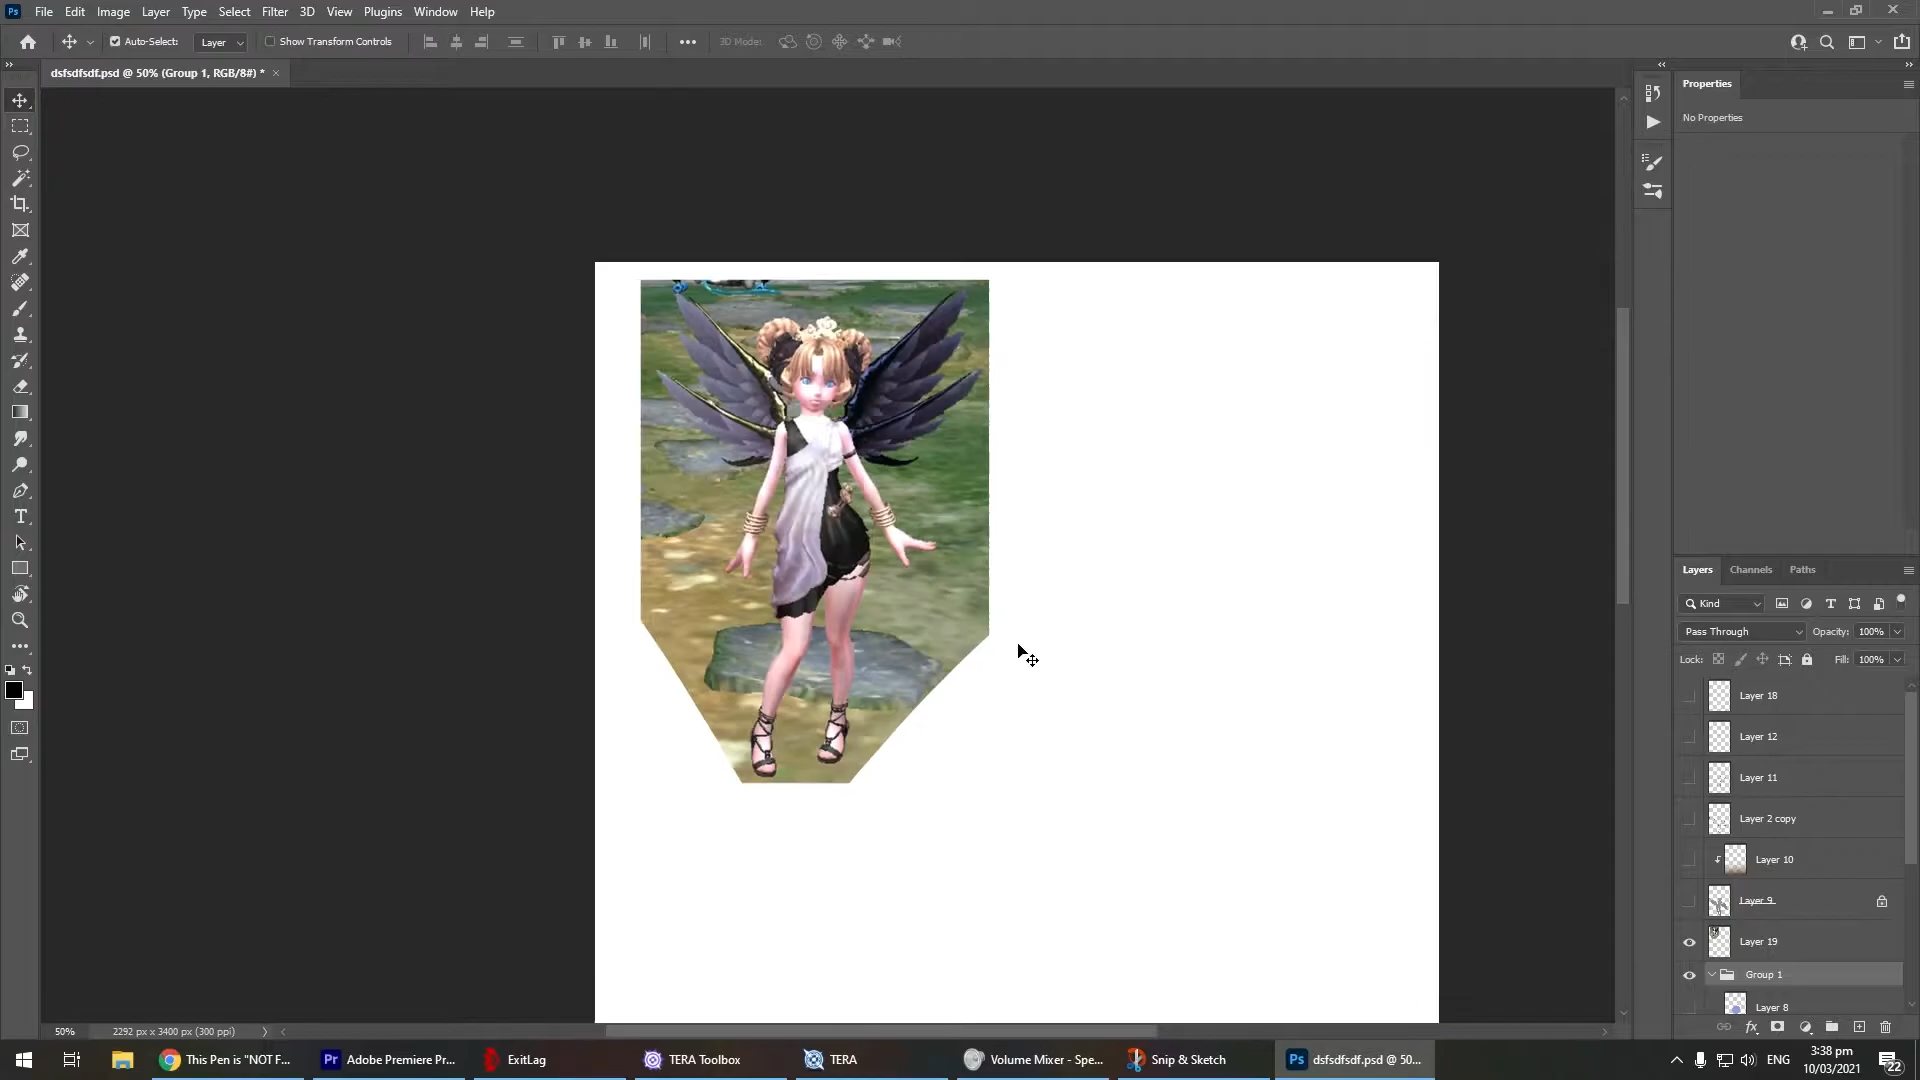 Ps File Edit Image Layer Type Select Filter 3D View Plugins Window Help
Auto-Select: Layer Show Transform Controls 3D Mode:
dsfsdfsdf.psd @ 50% (Group 1, RGB/8#) *
Properties
No Properties
Layers Channels Paths
Kind
Pass Through Opacity: 100%
Lock: Fill: 100%
Layer 18
Layer 12
Layer 11
Layer 2 copy
Layer 10
Layer 9
Layer 19
Group 1
Layer 8
50% 2292 px x 3400 px (300 ppi)
This Pen is "NOT F... Pr Adobe Premiere Pr... ExitLag TERA Toolbox TERA Volume Mixer - Spe... Snip & Sketch Ps dsfsdfsdf.psd @ 50... ENG 3:38 pm
10/03/2021 22